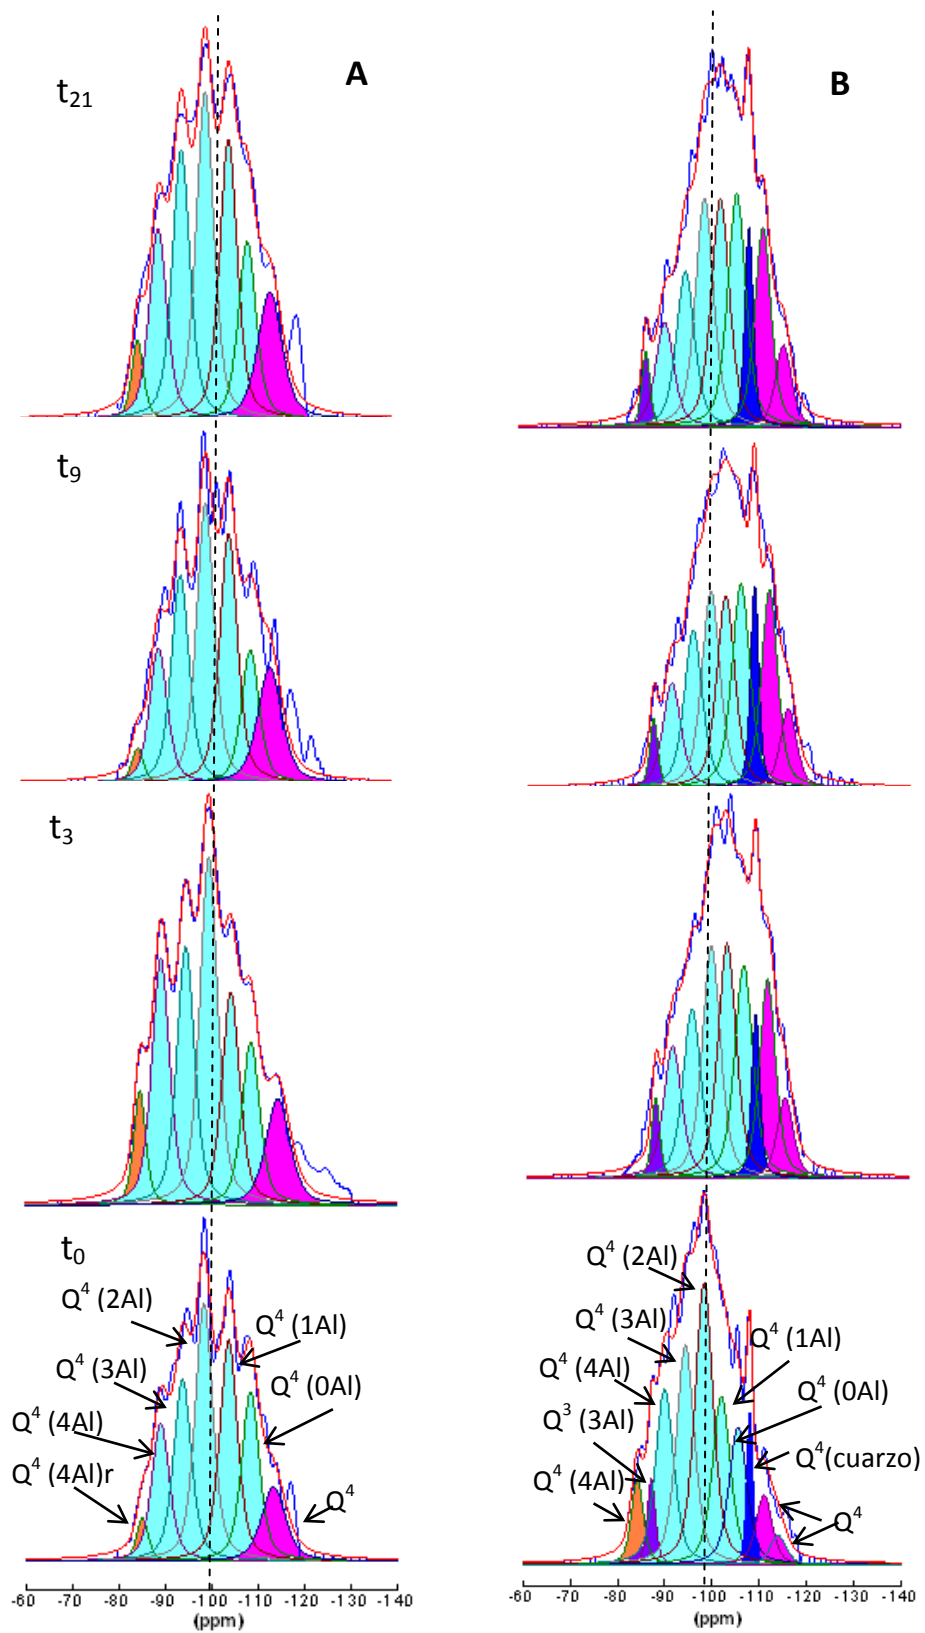 A
B
t21
t9
t3
t0
Q4 (2Al)
Q4 (1Al)
Q4 (3Al)
Q4 (0Al)
Q4 (4Al)
Q4 (4Al)r
Q4
Q4 (2Al)
Q4 (3Al)
Q4 (1Al)
Q4 (4Al)
Q4 (0Al)
Q3 (3Al)
Q4(cuarzo)
Q4 (4Al)
Q4
-60 -70 -80 -90 -100 -110 -120 -130 -140
(ppm)
-60 -70 -80 -90 -100 -110 -120 -130 -140
(ppm)